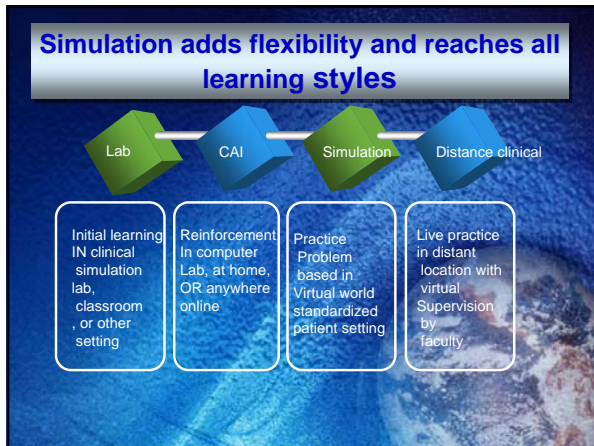 Simulation adds flexibility and reaches all
learning styles
Lab
CAI
Simulation
Distance clinical
Initial learning
IN clinical
simulation
lab,
classroom
, or other
setting
Reinforcement
In computer
Lab, at home,
OR anywhere
online
Practice
Problem
based in
Virtual world
standardized
patient setting
Live practice
in distant
location with
virtual
Supervision
by
faculty